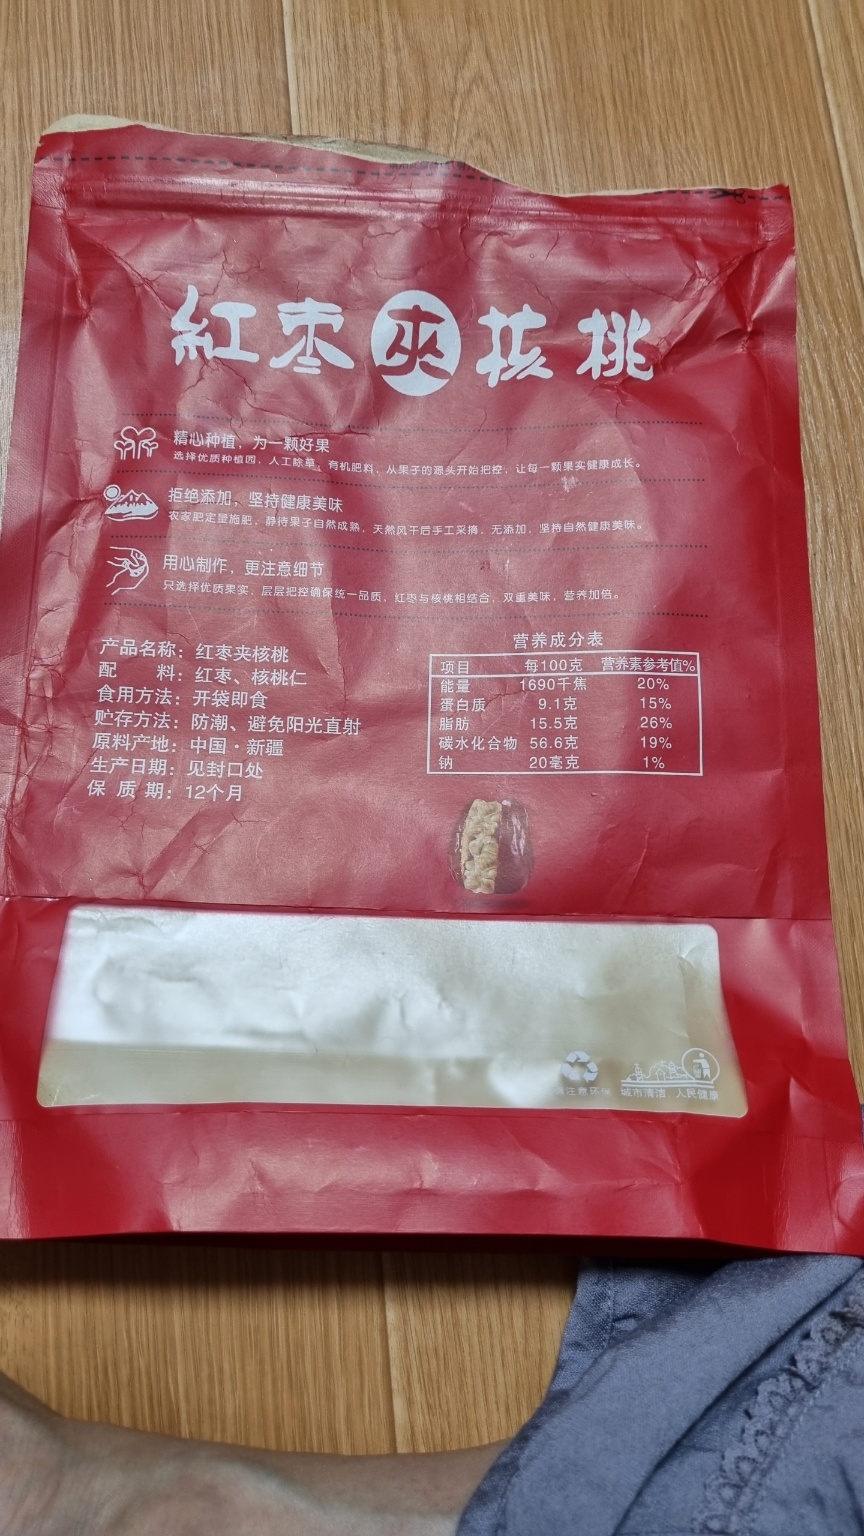 紅枣夾核桃
精心种植，为一颗好果
选择优质种植园，人工除草，有机肥料，从果子的源头开始把控，让每一颗果实健康成长。
拒绝添加，坚持健康美味
农家肥定量施肥，静待果子自然成熟，天然风干后手工采摘，无添加，坚持自然健康美味。
用心制作，更注意细节
只选择优质果实，层层把控确保统一品质，红枣与核桃相结合，双重美味，营养加倍。
产品名称：红枣夹核桃
配 料：红枣、核桃仁
食用方法：开袋即食
贮存方法：防潮、避免阳光直射
原料产地：中国·新疆
生产日期：见封口处
保 质 期：12个月
营养成分表
项目 每100克 营养素参考值%
能量 1690千焦 20%
蛋白质 9.1克 15%
脂肪 15.5克 26%
碳水化合物 56.6克 19%
钠 20毫克 1%
注意环保
城市清洁，人民健康